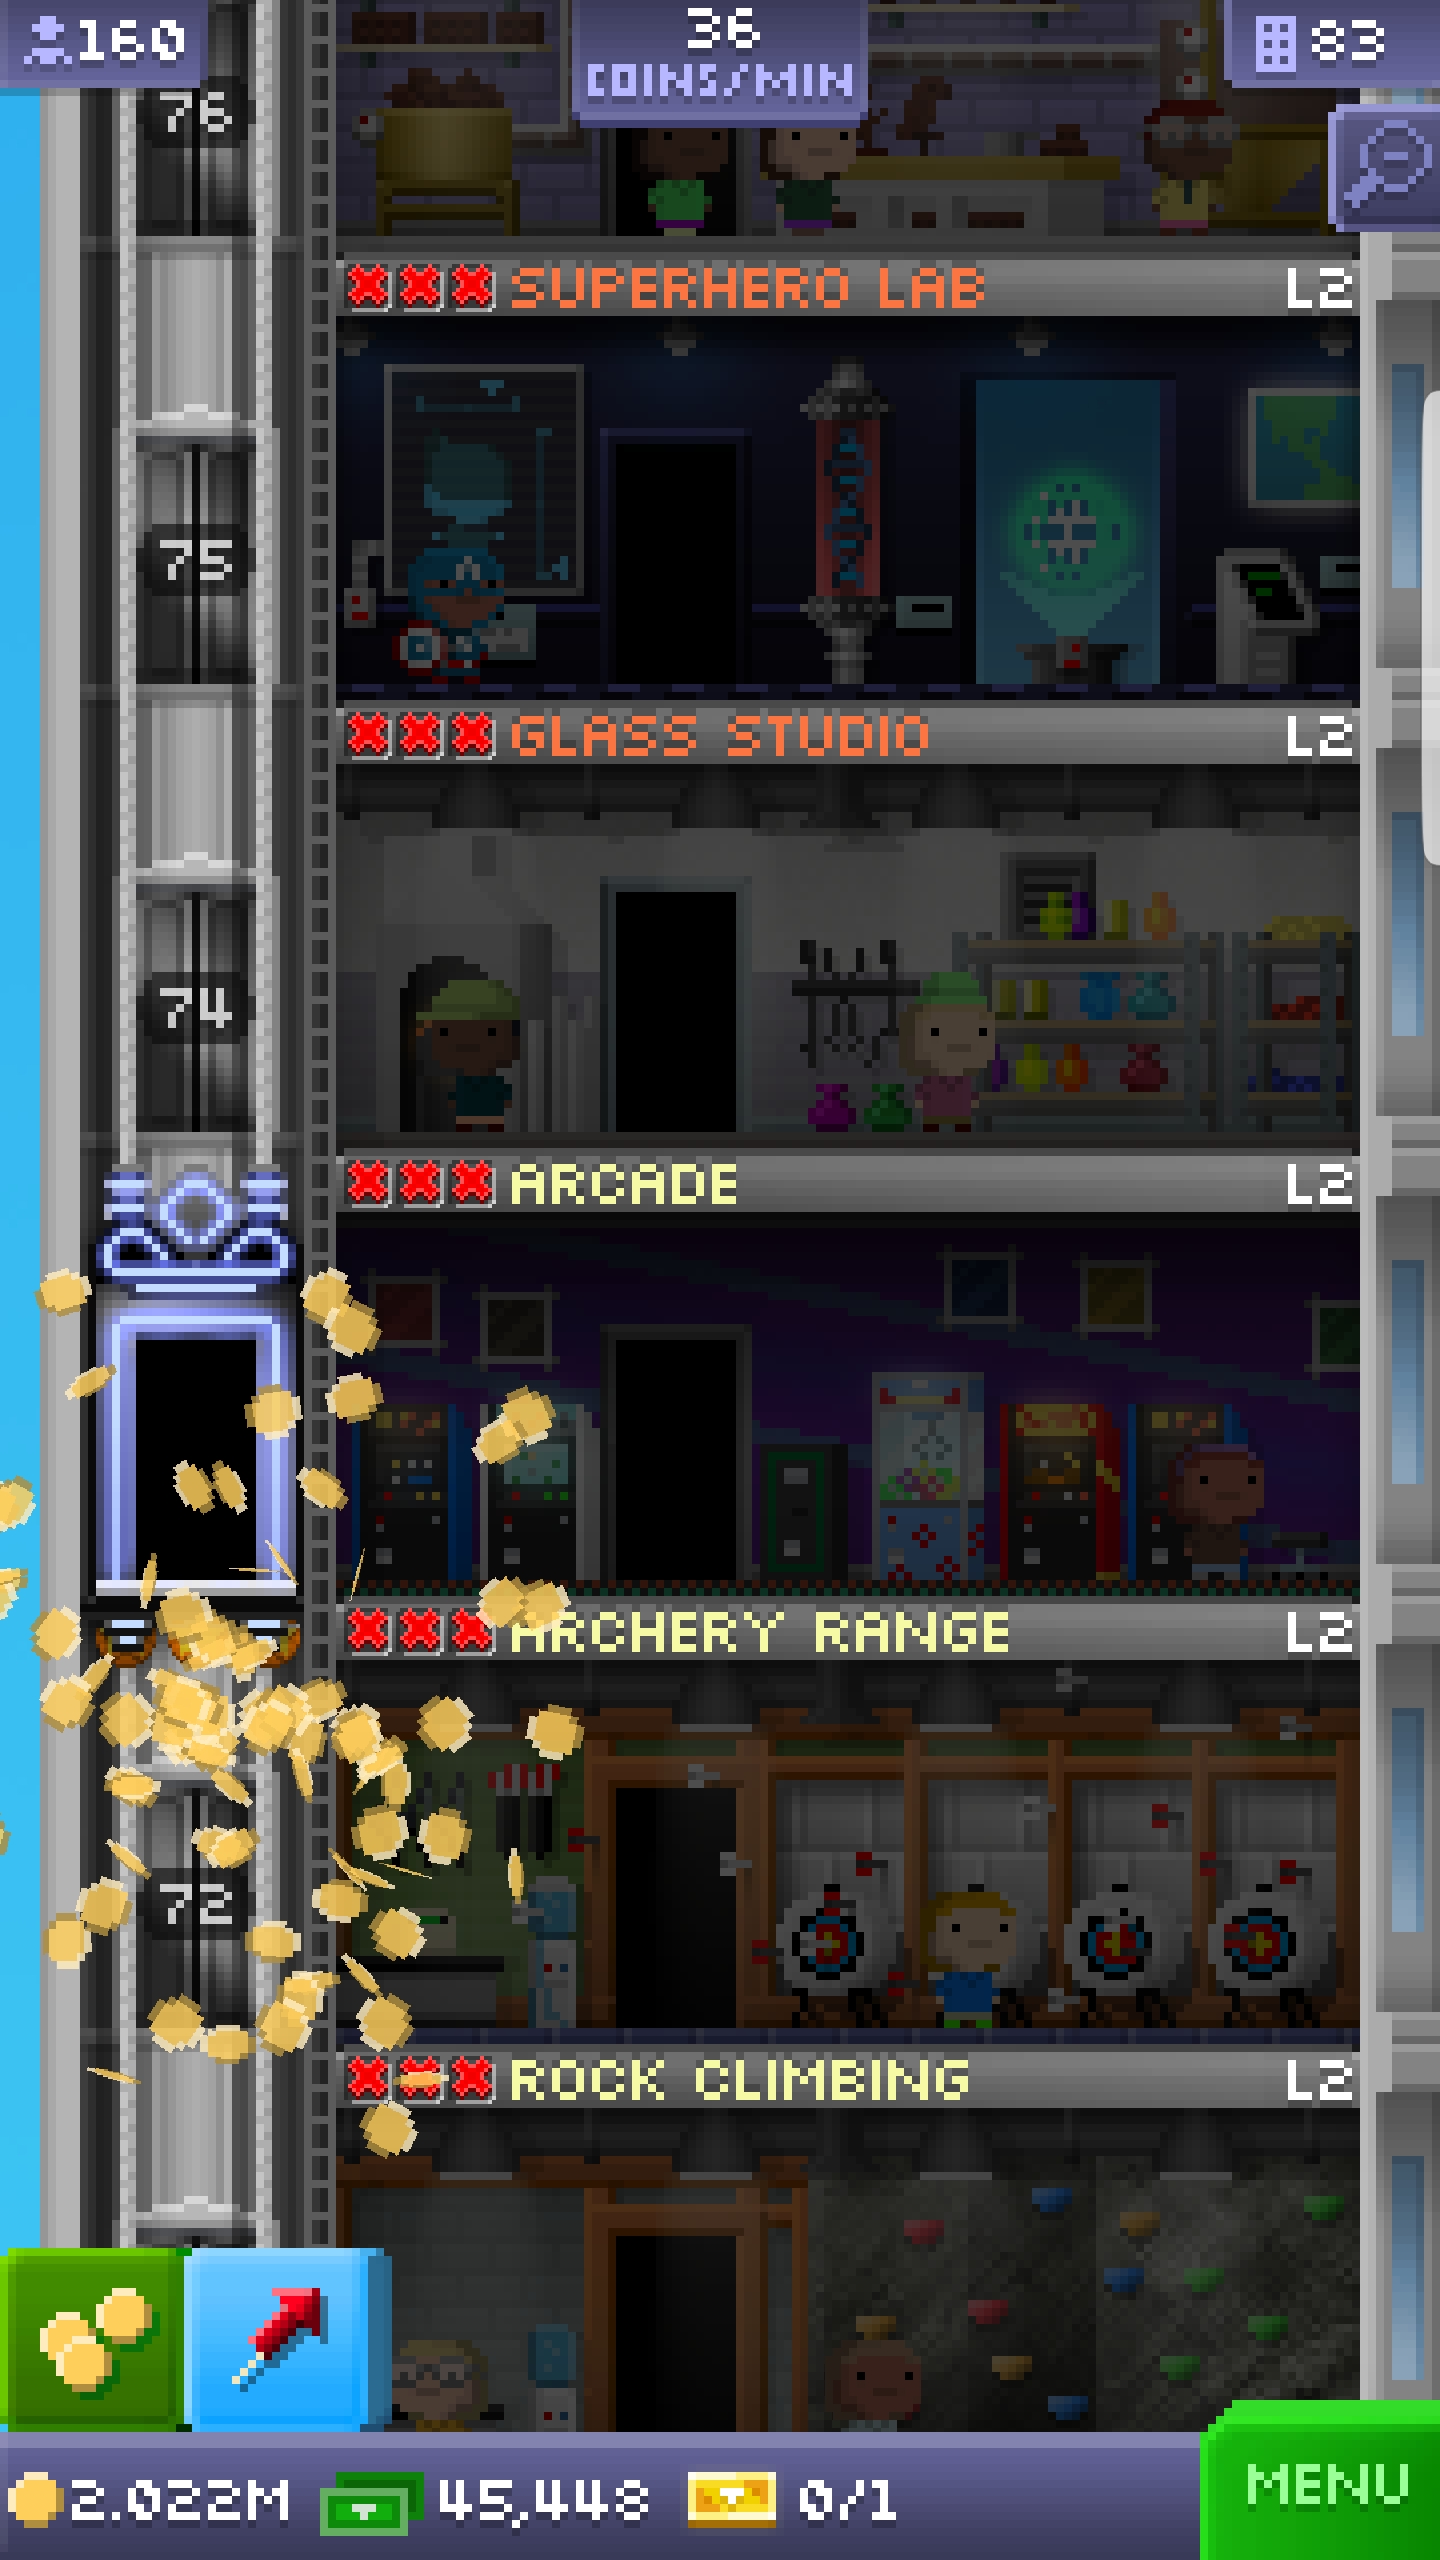 160
36
COINS/MIN
83
76
SUPERHERO LAB L2
75
GLASS STUDIO L2
74
ARCADE L2
ARCHERY RANGE L2
72
ROCK CLIMBING L2
2.022M 45,448 0/1
MENU